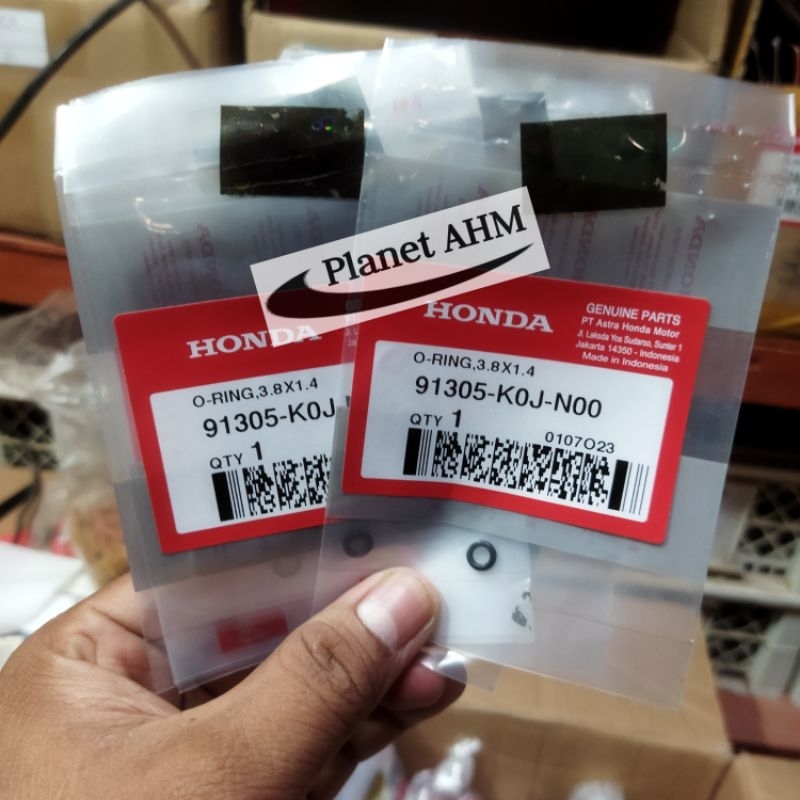 Planet AHM
HONDA
O-RING,3.8X1.4
91305-K0J-
QTY 1
HONDA
GENUINE PARTS
PT Astra Honda Motor
Jl. Laksda Yos Sudarso, Sunter 1
Jakarta 14350 - Indonesia
Made in Indonesia
O-RING,3.8X1.4
91305-K0J-N00
QTY 1
0107O23